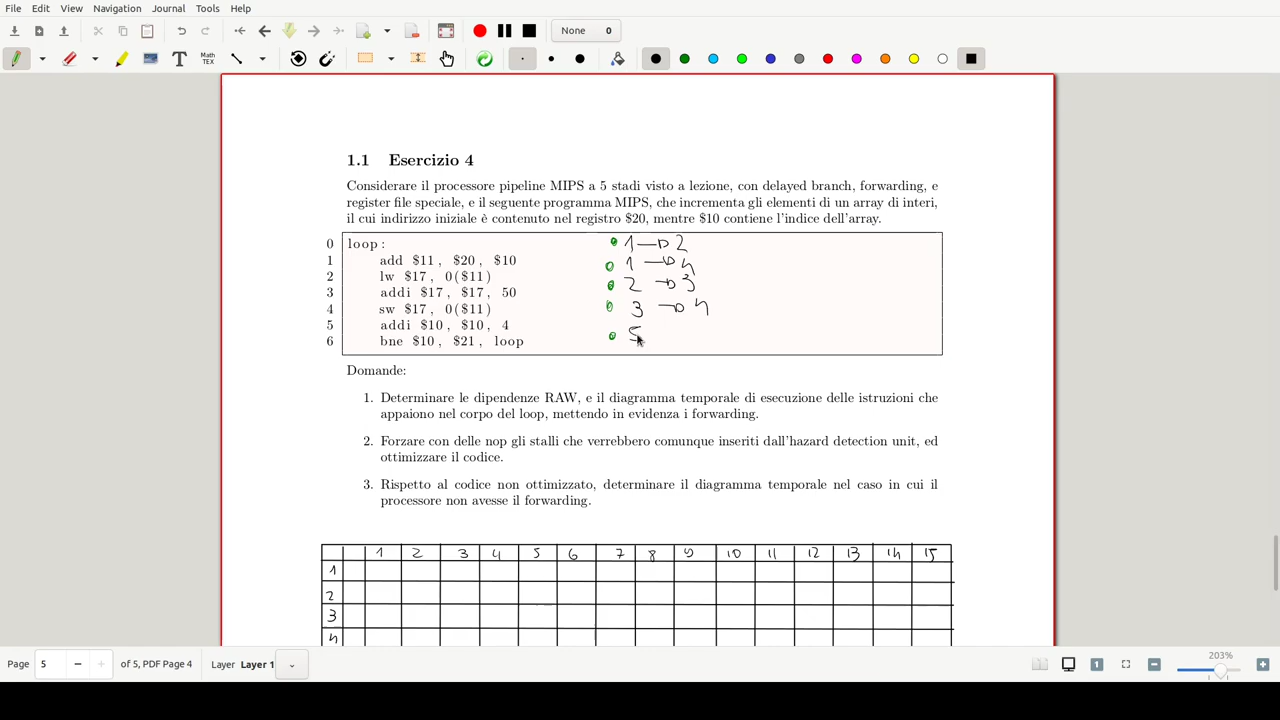 File Edit View Navigation Journal Tools Help
None 0
T Math TEX
1.1 Esercizio 4
Considerare il processore pipeline MIPS a 5 stadi visto a lezione, con delayed branch, forwarding, e
register file speciale, e il seguente programma MIPS, che incrementa gli elementi di un array di interi,
il cui indirizzo iniziale è contenuto nel registro $20, mentre $10 contiene l'indice dell'array.
0 loop: 1 → 2
1 add $11, $20, $10 1 → 4
2 lw $17, 0($11) 2 → 3
3 addi $17, $17, 50
4 sw $17, 0($11) 3 → 4
5 addi $10, $10, 4 5
6 bne $10, $21, loop
Domande:
1. Determinare le dipendenze RAW, e il diagramma temporale di esecuzione delle istruzioni che
appaiono nel corpo del loop, mettendo in evidenza i forwarding.
2. Forzare con delle nop gli stalli che verrebbero comunque inseriti dall'hazard detection unit, ed
ottimizzare il codice.
3. Rispetto al codice non ottimizzato, determinare il diagramma temporale nel caso in cui il
processore non avesse il forwarding.
1 2 3 4 5 6 7 8 9 10 11 12 13 14 15
1
2
3
4
Page 5 of 5, PDF Page 4 Layer Layer 1 1 203%